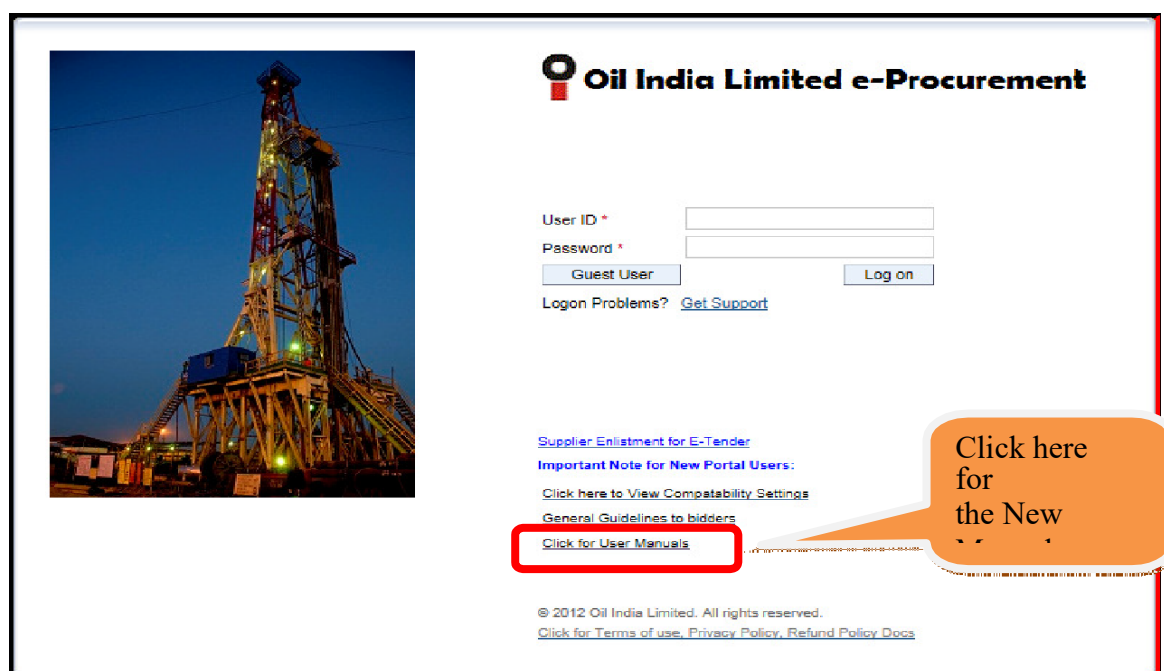 Oil India Limited e-Procurement
User ID *
Password *
Guest User
Log on
Logon Problems? Get Support
Supplier Enlistment for E-Tender
Important Note for New Portal Users:
Click here to View Compatability Settings
General Guidelines to bidders
Click for User Manuals
Click here
for
the New
© 2012 Oil India Limited. All rights reserved.
Click for Terms of use, Privacy Policy, Refund Policy Docs